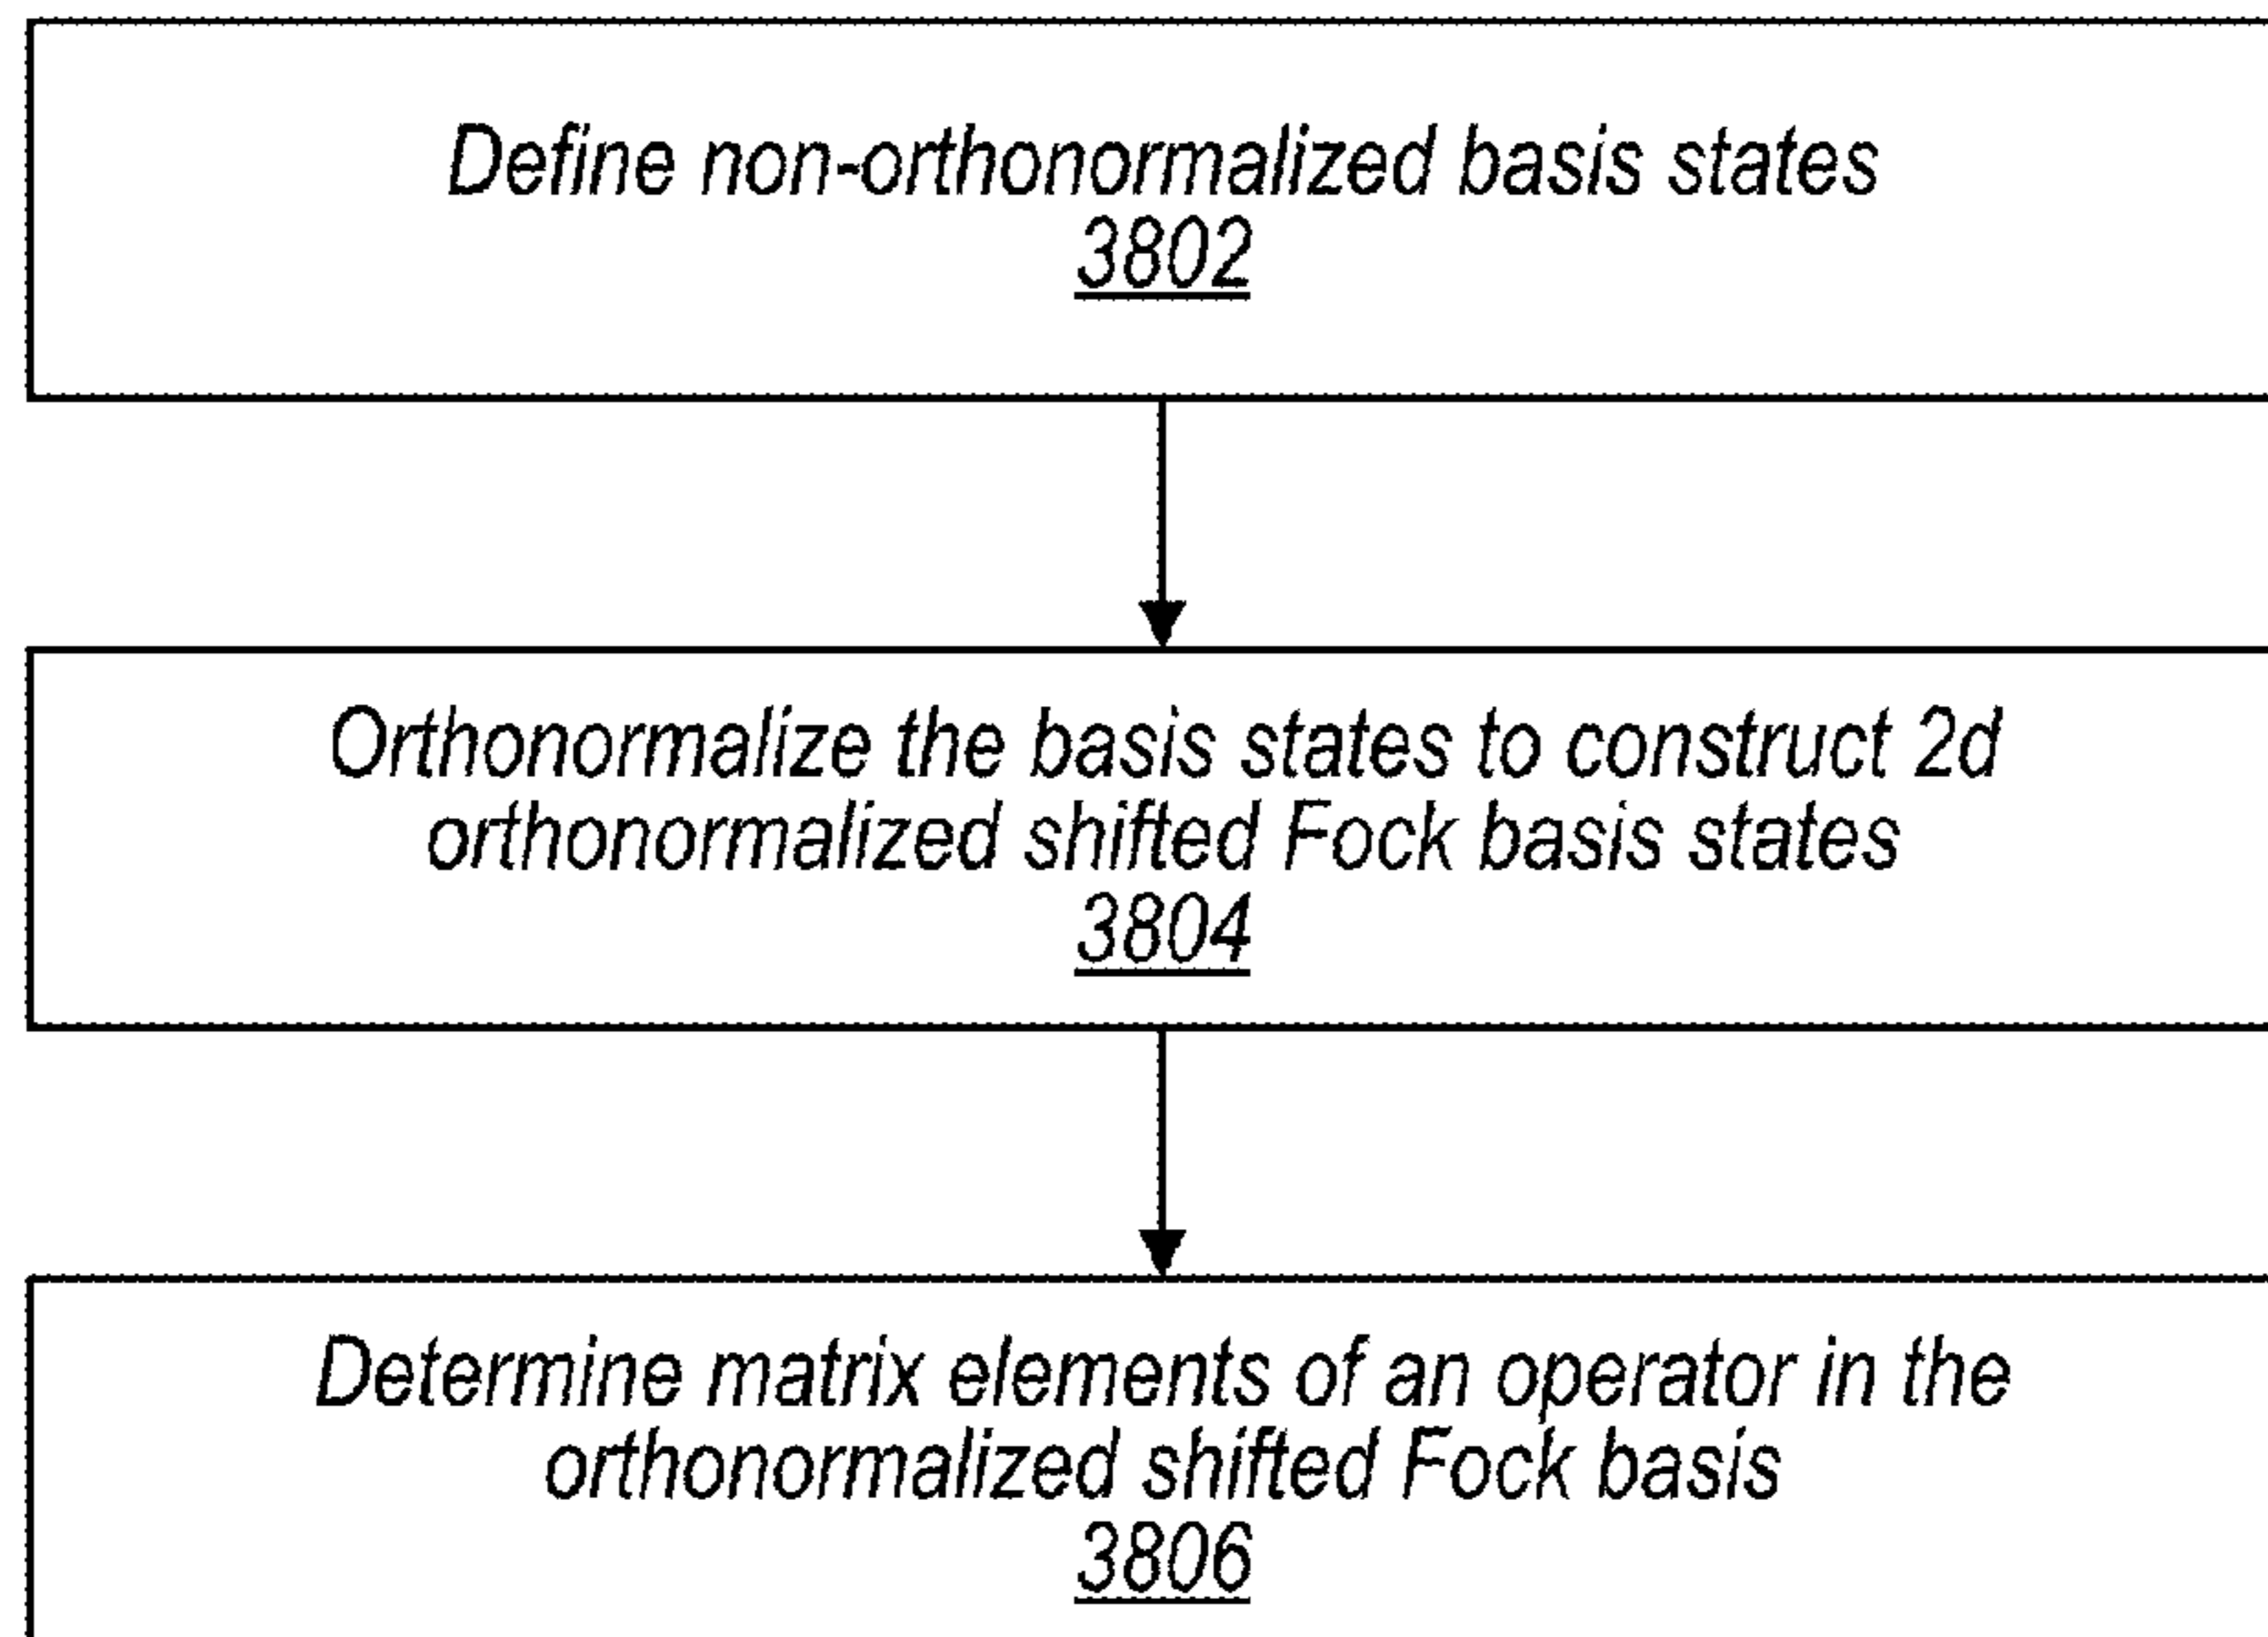 Define non-orthonormalized basis states
3802
Orthonormalize the basis states to construct 2d
orthonormalized shifted Fock basis states
3804
Determine matrix elements of an operator in the
orthonormalized shifted Fock basis
3806